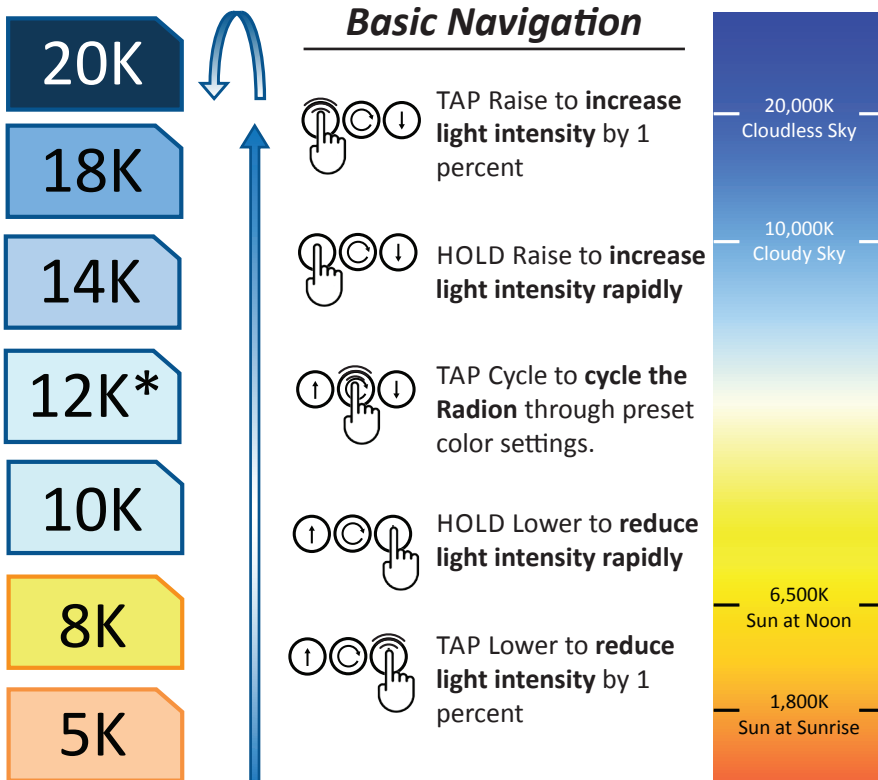 20K
18K
14K
12K*
10K
8K
5K
Basic Navigation
TAP Raise to increase
light intensity by 1
percent
HOLD Raise to increase
light intensity rapidly
TAP Cycle to cycle the
Radion through preset
color settings.
HOLD Lower to reduce
light intensity rapidly
TAP Lower to reduce
light intensity by 1
percent
20,000K
Cloudless Sky
10,000K
Cloudy Sky
6,500K
Sun at Noon
1,800K
Sun at Sunrise